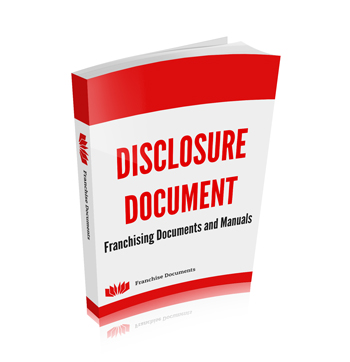 DISCLOSURE
DOCUMENT
Franchising Documents and Manuals
Franchise Documents
Franchise Documents